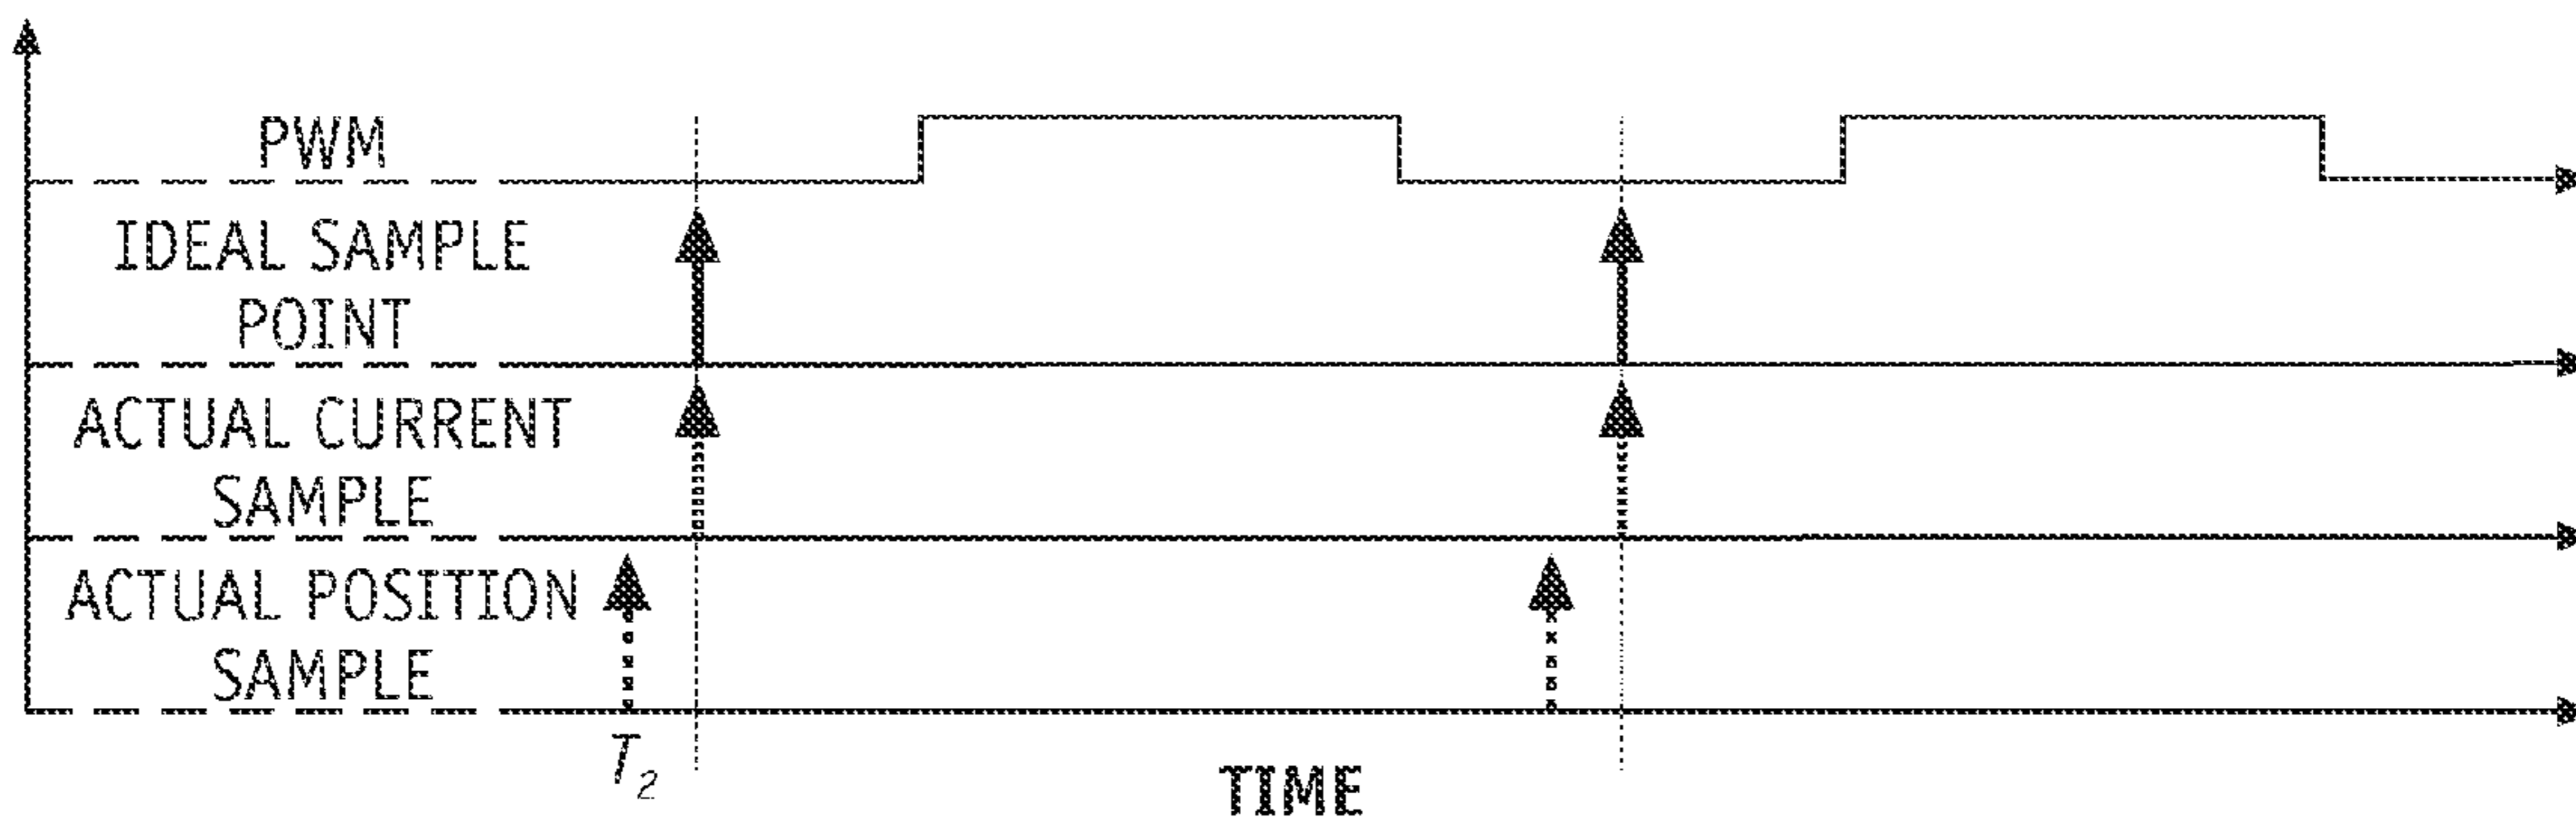 PWM
IDEAL SAMPLE
POINT
ACTUAL CURRENT
SAMPLE
ACTUAL POSITION
SAMPLE
T₂
TIME